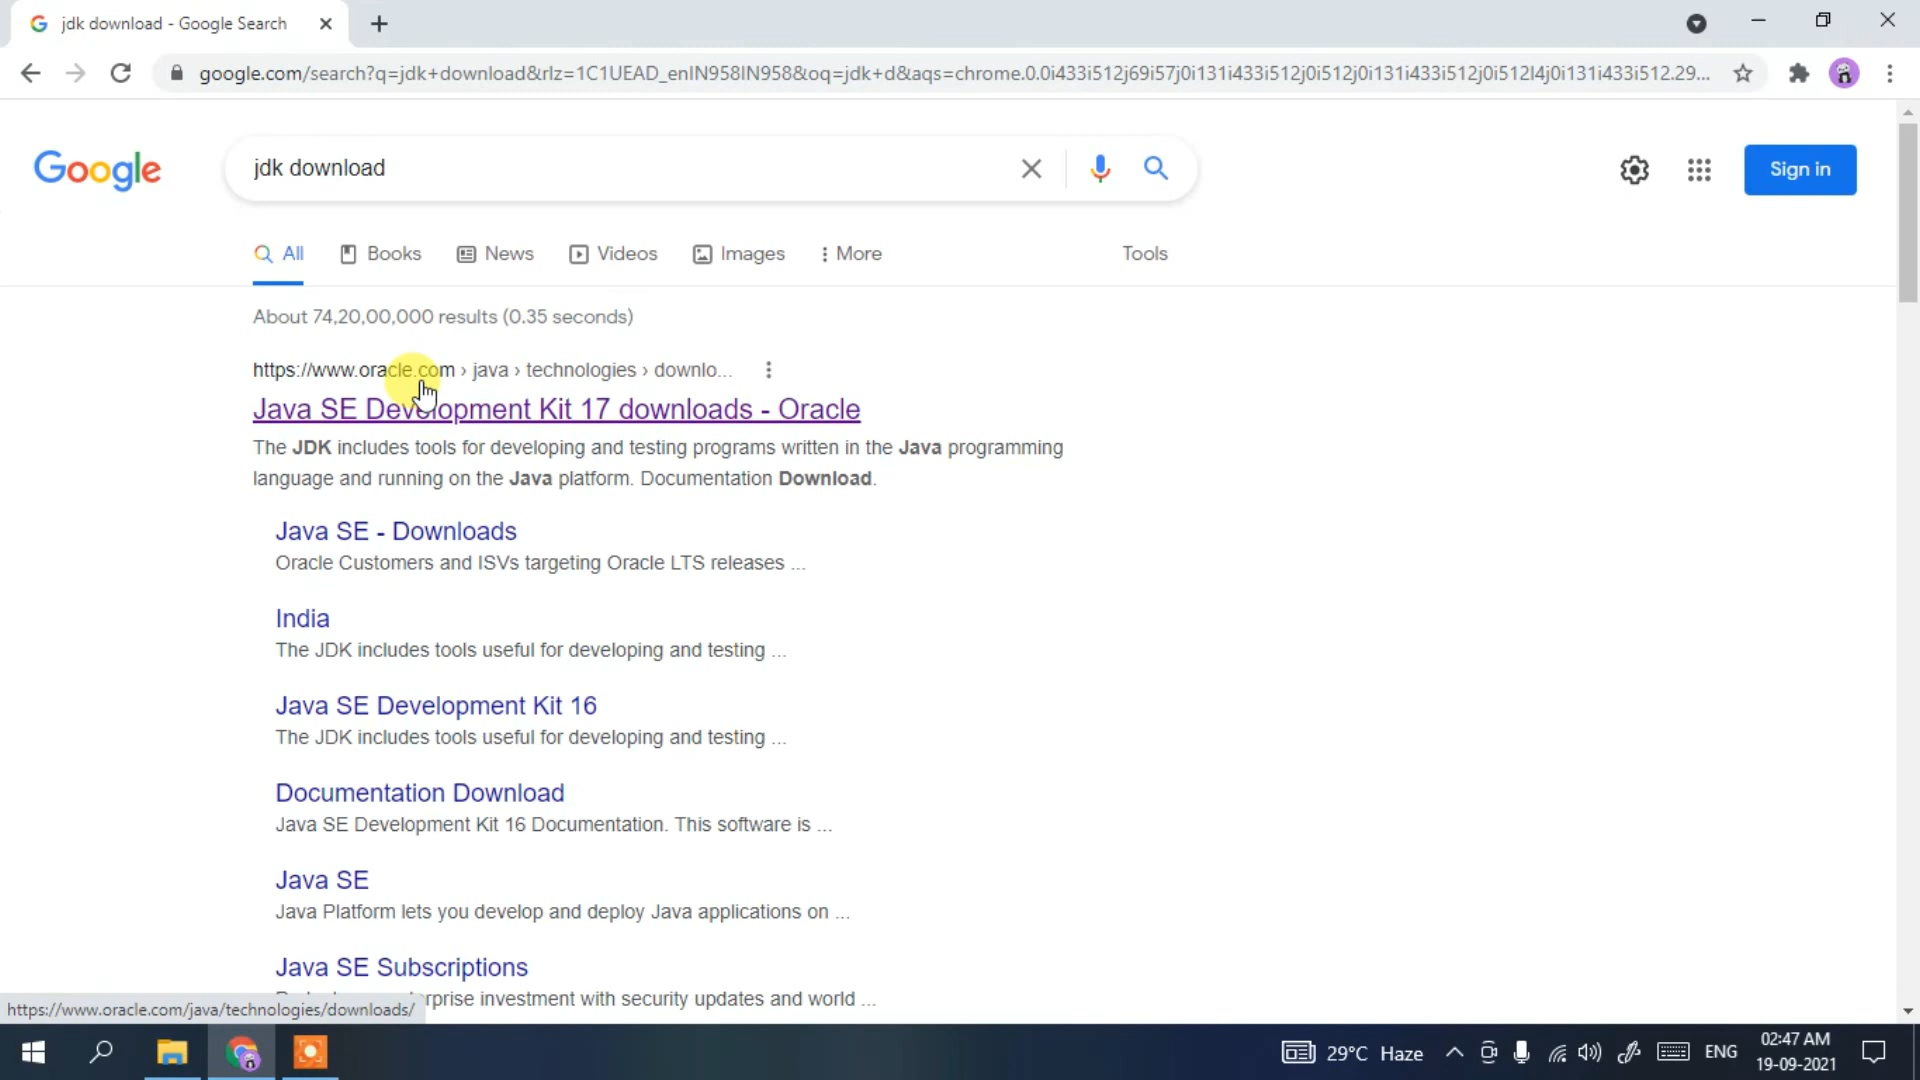 jdk download - Google Search
google.com/search?q=jdk+download&rlz=1C1UEAD_enIN958IN958&oq=jdk+d&aqs=chrome.0.0i433i512j69i57j0i131i433i512j0i512j0i131i433i512j0i512l4j0i131i433i512.29...
Google
jdk download
Sign in
All Books News Videos Images More Tools
About 74,20,00,000 results (0.35 seconds)
https://www.oracle.com › java › technologies › downlo...
Java SE Development Kit 17 downloads - Oracle
The JDK includes tools for developing and testing programs written in the Java programming
language and running on the Java platform. Documentation Download.
Java SE - Downloads
Oracle Customers and ISVs targeting Oracle LTS releases ...
India
The JDK includes tools useful for developing and testing ...
Java SE Development Kit 16
The JDK includes tools useful for developing and testing ...
Documentation Download
Java SE Development Kit 16 Documentation. This software is ...
Java SE
Java Platform lets you develop and deploy Java applications on ...
Java SE Subscriptions
investment with security updates and world ...
https://www.oracle.com/java/technologies/downloads/
29°C Haze
ENG
02:47 AM
19-09-2021